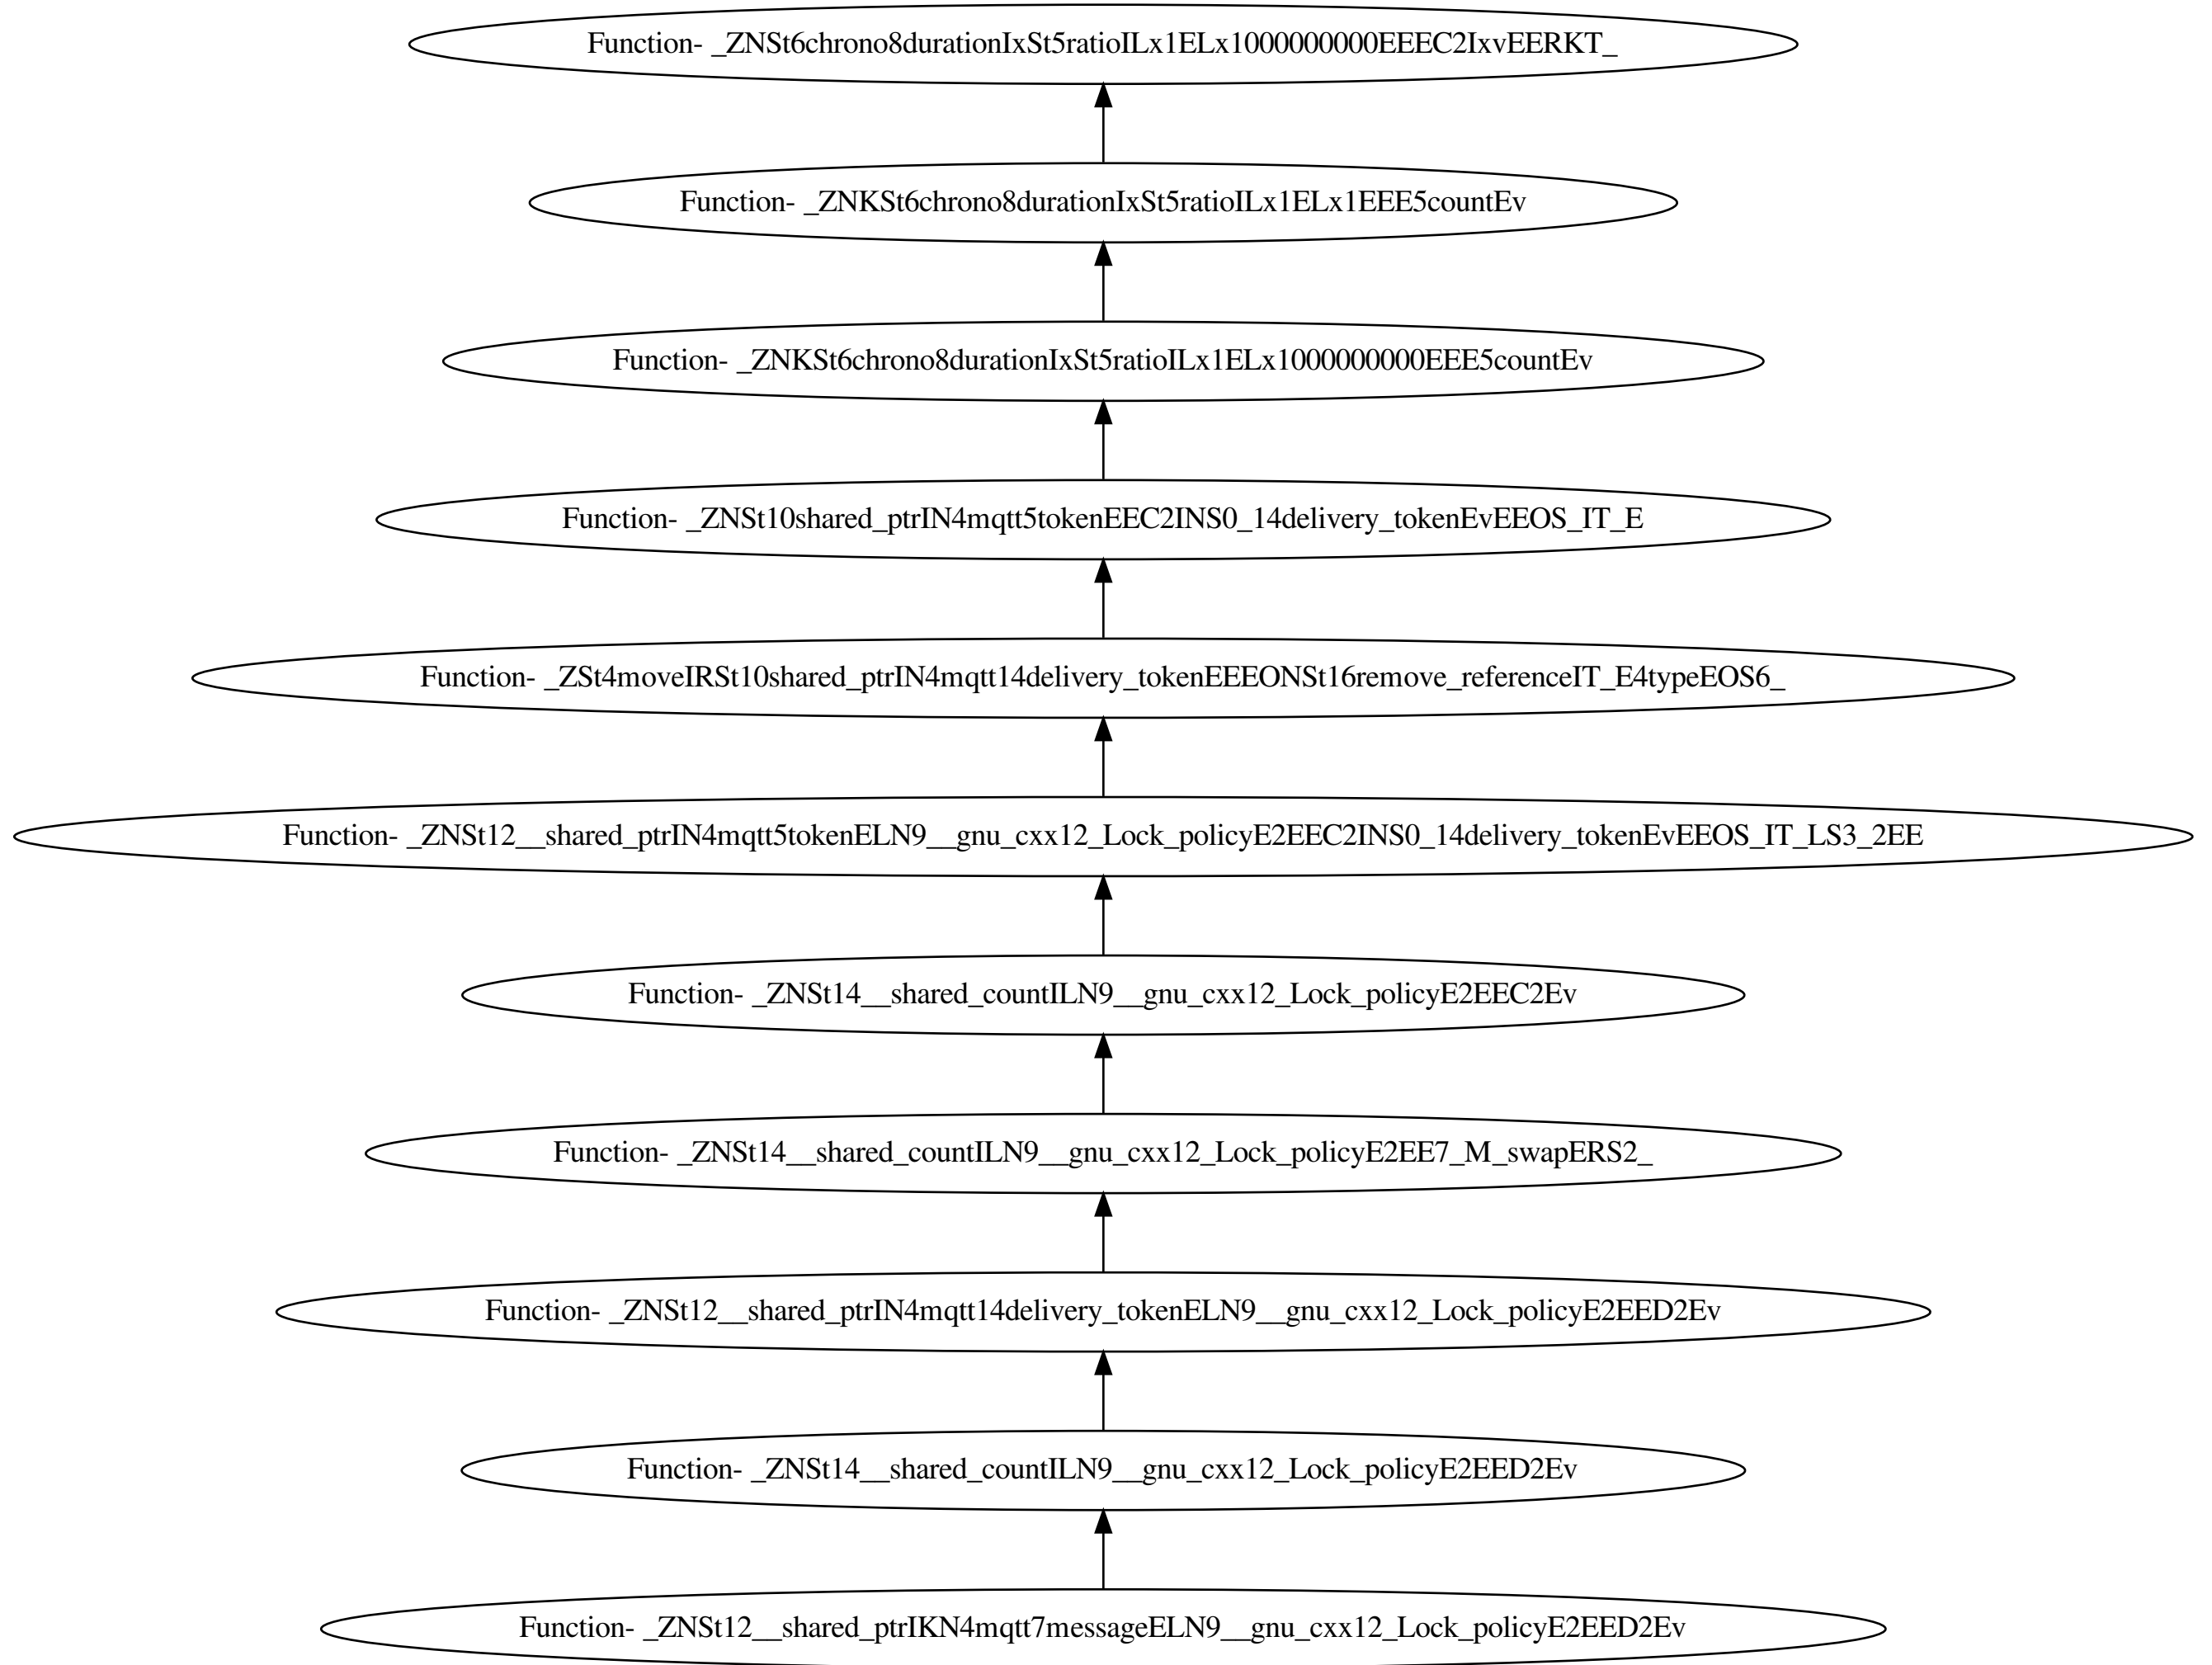 Function- _ZNSt6chrono8durationIxSt5ratioILx1ELx1000000000EEEC2IxvEERKT_
Function- _ZNKSt6chrono8durationIxSt5ratioILx1ELx1EEE5countEv
Function- _ZNKSt6chrono8durationIxSt5ratioILx1ELx1000000000EEE5countEv
Function- _ZNSt10shared_ptrIN4mqtt5tokenEEC2INS0_14delivery_tokenEvEEOS_IT_E
Function- _ZSt4moveIRSt10shared_ptrIN4mqtt14delivery_tokenEEEONSt16remove_referenceIT_E4typeEOS6_
Function- _ZNSt12__shared_ptrIN4mqtt5tokenELN9__gnu_cxx12_Lock_policyE2EEC2INS0_14delivery_tokenEvEEOS_IT_LS3_2EE
Function- _ZNSt14__shared_countILN9__gnu_cxx12_Lock_policyE2EEC2Ev
Function- _ZNSt14__shared_countILN9__gnu_cxx12_Lock_policyE2EE7_M_swapERS2_
Function- _ZNSt12__shared_ptrIN4mqtt14delivery_tokenELN9__gnu_cxx12_Lock_policyE2EED2Ev
Function- _ZNSt14__shared_countILN9__gnu_cxx12_Lock_policyE2EED2Ev
Function- _ZNSt12__shared_ptrIKN4mqtt7messageELN9__gnu_cxx12_Lock_policyE2EED2Ev